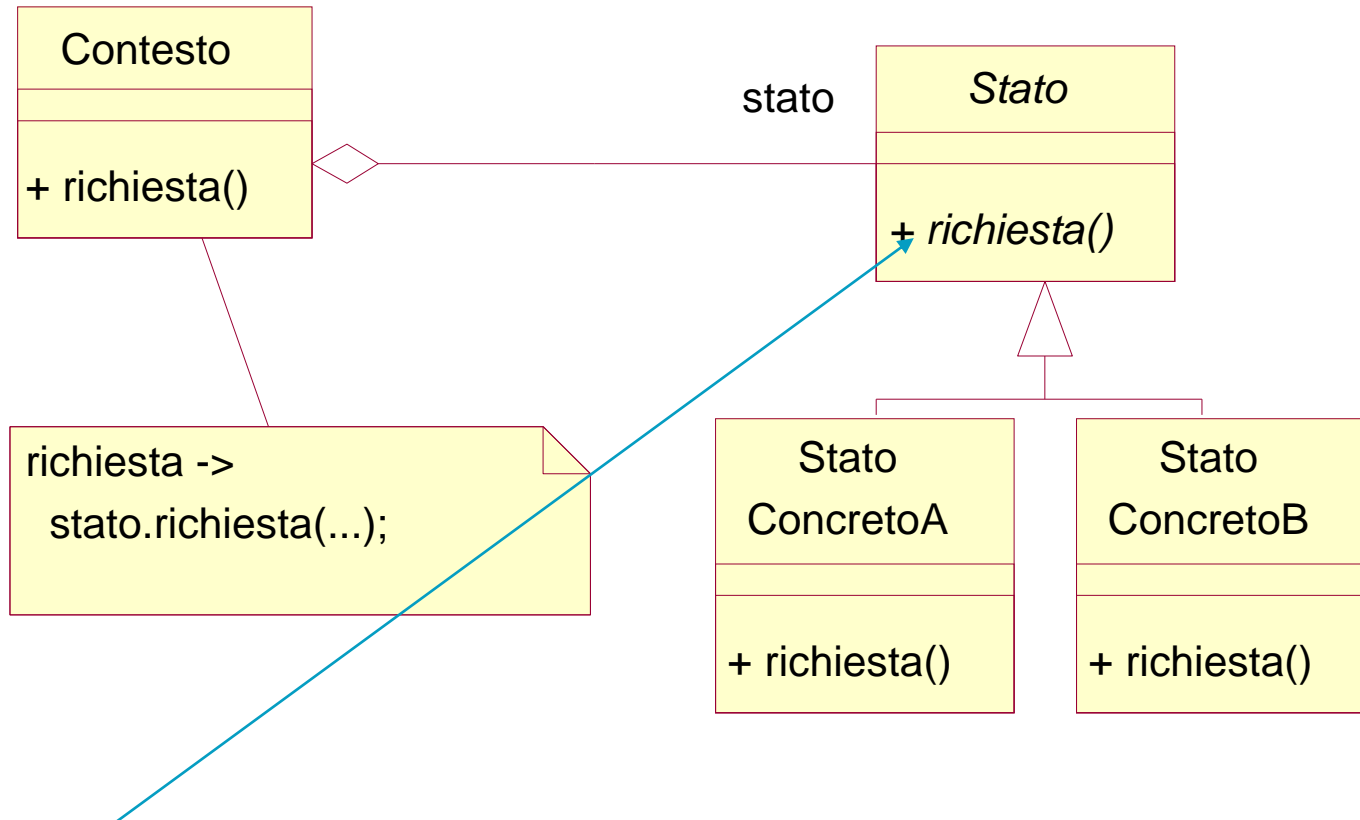 Contesto
+ richiesta()
stato
Stato
+ richiesta()
richiesta ->
stato.richiesta(...);
Stato
ConcretoA
+ richiesta()
Stato
ConcretoB
+ richiesta()